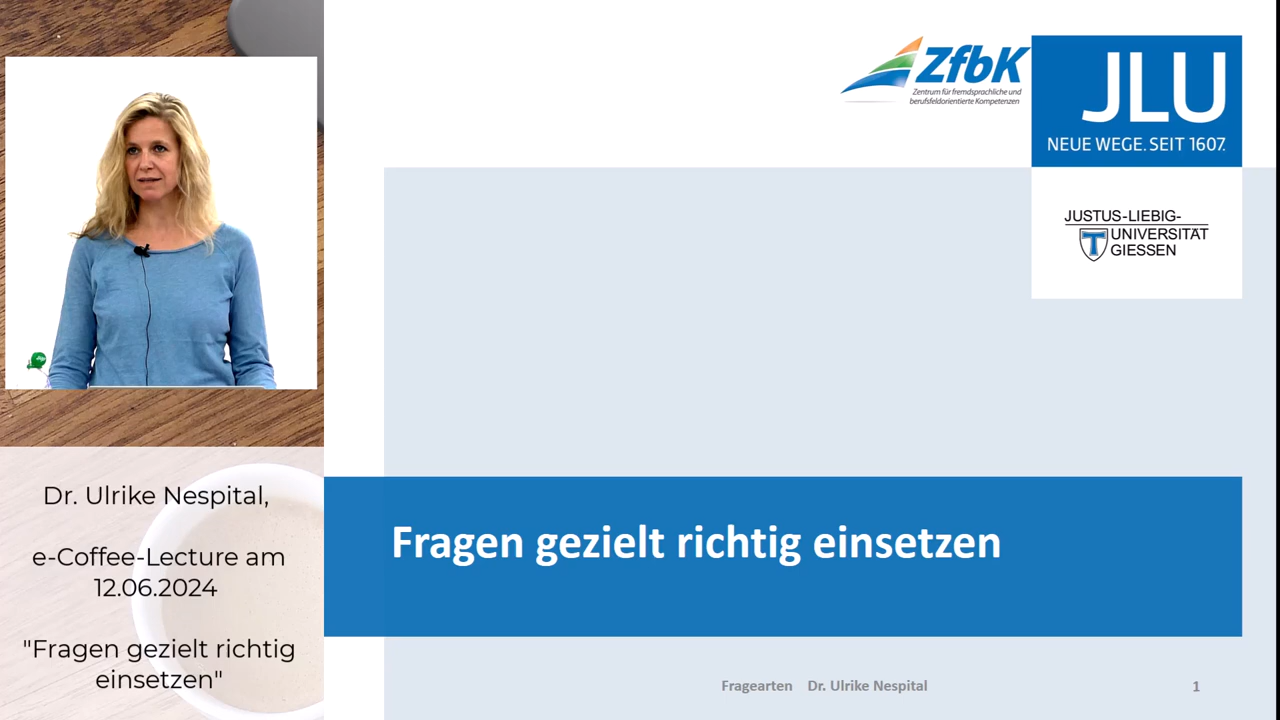 ZfbK
Zentrum für fremdsprachliche und
berufsfeldorientierte Kompetenzen
JLU
NEUE WEGE. SEIT 1607.
JUSTUS-LIEBIG-
UNIVERSITÄT
GIESSEN
Dr. Ulrike Nespital,
e-Coffee-Lecture am
12.06.2024
"Fragen gezielt richtig
einsetzen"
Fragen gezielt richtig einsetzen
Fragearten Dr. Ulrike Nespital 1